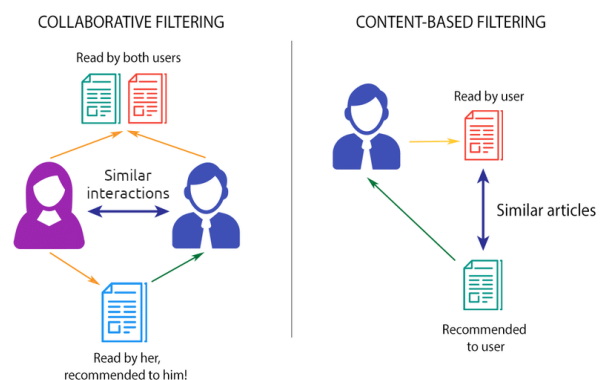 COLLABORATIVE FILTERING
Read by both users
Similar
interactions
Read by her,
recommended to him!
CONTENT-BASED FILTERING
Read by user
Similar articles
Recommended
to user